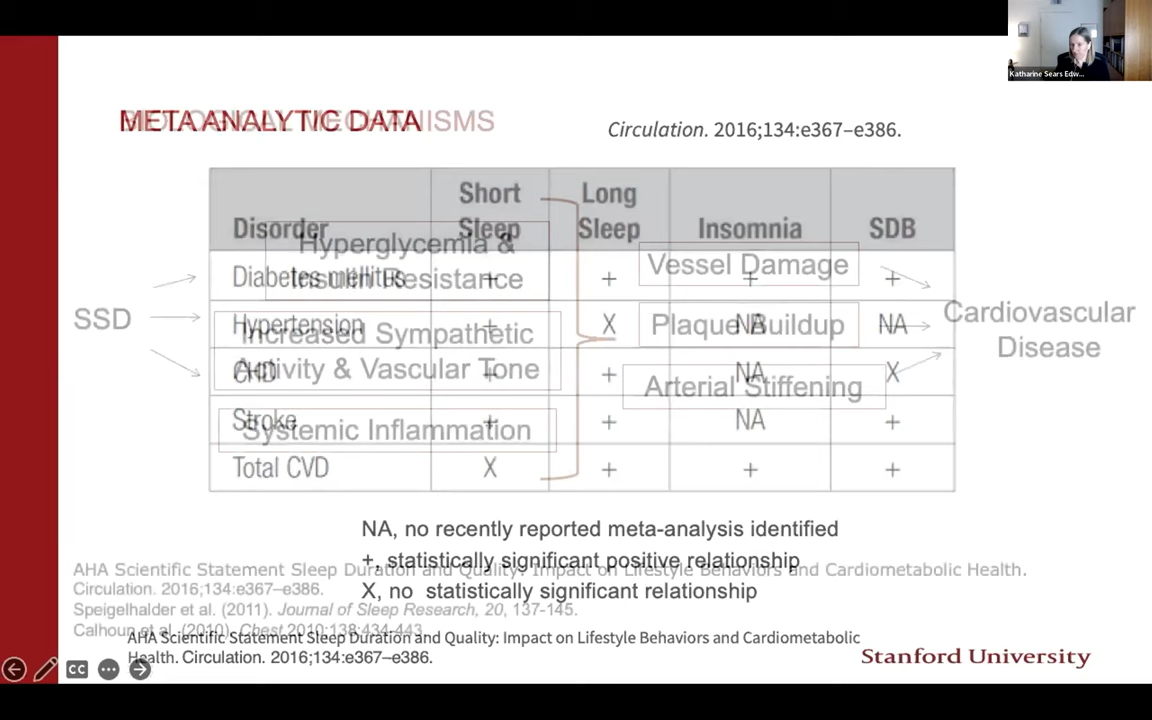 Katharine Sears Edw...
META ANALYTIC DATA
BIOLOGICAL MECHANISMS
Circulation. 2016;134:e367–e386.
Disorder Short Sleep Long Sleep Insomnia SDB
Diabetes mellitus + + + +
Hypertension + X NA NA
CHD + + NA X
Stroke + + NA +
Total CVD X + + +
SSD
Hyperglycemia &
Insulin Resistance
Increased Sympathetic
Activity & Vascular Tone
Systemic Inflammation
Vessel Damage
Plaque Buildup
Arterial Stiffening
Cardiovascular
Disease
NA, no recently reported meta-analysis identified
+, statistically significant positive relationship
X, no statistically significant relationship
AHA Scientific Statement Sleep Duration and Quality: Impact on Lifestyle Behaviors and Cardiometabolic Health.
Circulation. 2016;134:e367–e386.
Speigelhalder et al. (2011). Journal of Sleep Research, 20, 137-145.
Calhoun et al. (2010). Chest 2010;138:434-443
AHA Scientific Statement Sleep Duration and Quality: Impact on Lifestyle Behaviors and Cardiometabolic
Health. Circulation. 2016;134:e367–e386.
Stanford University
CC